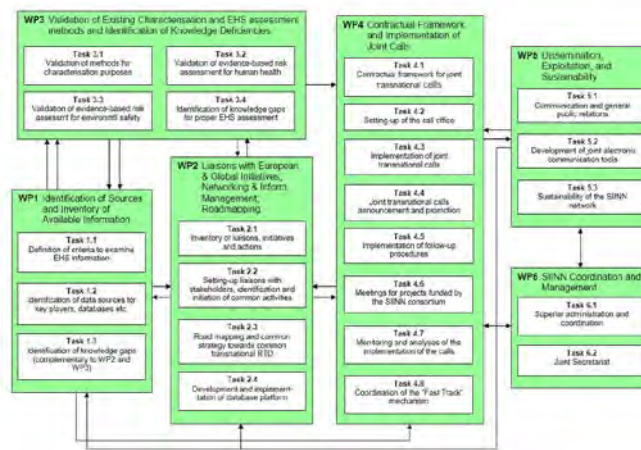 WP3 Validation of Existing Characterisation and EHS assessment
methods and Identification of Knowledge Deficiencies
Task 3.1
Validation of methods for
characterisation purposes
Task 3.2
Validation of evidence-based risk
assessment for human health
Task 3.3
Validation of evidence-based risk
assesmt for environmtl safety
Task 3.4
Identification of knowledge gaps
for proper EHS assessment
WP1 Identification of Sources
and Inventory of
Available Information
Task 1.1
Definition of criteria to examine
EHS information
Task 1.2
Identification of data sources for
key players, databases etc.
Task 1.3
Identification of knowledge gaps
(complementary to WP2 and
WP3)
WP2 Liaisons with European
& Global Initiatives,
Networking & Inform.
Management,
Roadmapping
Task 2.1
Inventory of liaisons, initiatives
and actions
Task 2.2
Setting-up liaisons with
stakeholders, identification and
initiation of common activities
Task 2.3
Road mapping and common
strategy towards common
transnational RTD
Task 2.4
Development and implemen-
tation of database platform
WP4 Contractual Framework
and Implementation of
Joint Calls
Task 4.1
Contractual framework for joint
transnational calls
Task 4.2
Setting-up of the call office
Task 4.3
Implementation of joint
transnational calls
Task 4.4
Joint transnational calls
announcement and promotion
Task 4.5
Implementation of follow-up
procedures
Task 4.6
Meetings for projects funded by
the SIINN consortium
Task 4.7
Monitoring and analyses of the
implementation of the calls
Task 4.8
Coordination of the "Fast Track"
mechanism
WP5 Dissemination,
Exploitation, and
Sustainability
Task 5.1
Communication and general
public relations
Task 5.2
Development of joint electronic
communication tools
Task 5.3
Sustainability of the SIINN
network
WP6 SIINN Coordination and
Management
Task 6.1
Superior administration and
coordination
Task 6.2
Joint Secretariat